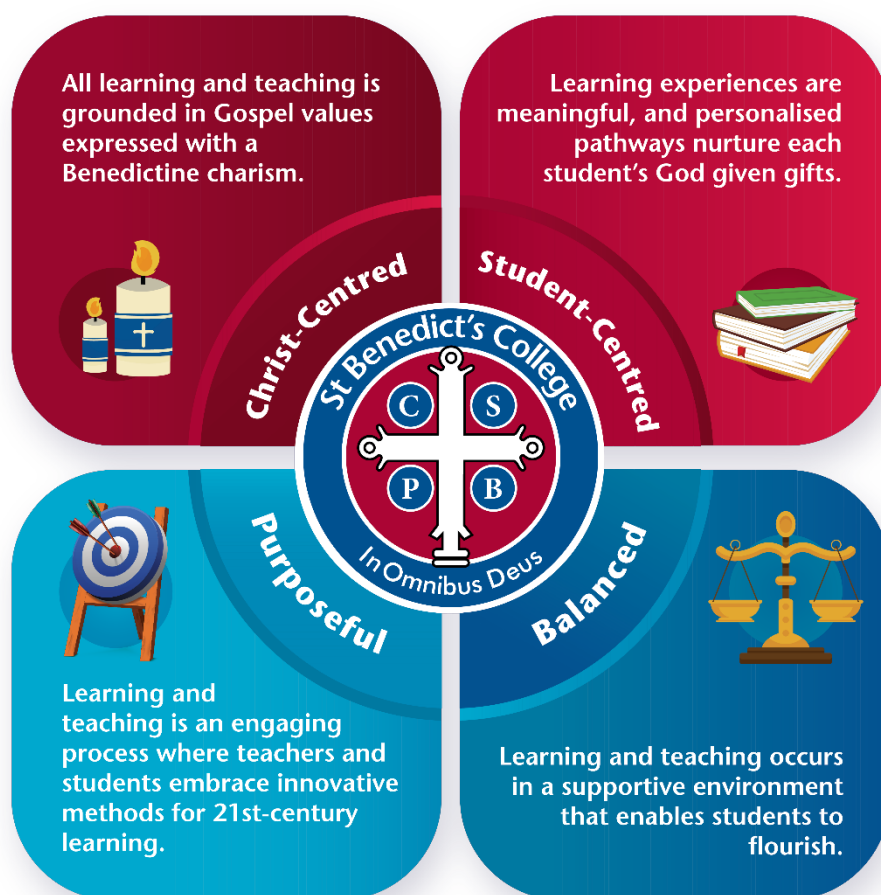 All learning and teaching is
grounded in Gospel values
expressed with a
Benedictine charism.
Learning experiences are
meaningful, and personalised
pathways nurture each
student's God given gifts.
Christ-Centred
Student-Centred
St Benedict's College
C S
P B
In Omnibus Deus
Purposeful
Balanced
Learning and
teaching is an engaging
process where teachers and
students embrace innovative
methods for 21st-century
learning.
Learning and teaching occurs
in a supportive environment
that enables students to
flourish.